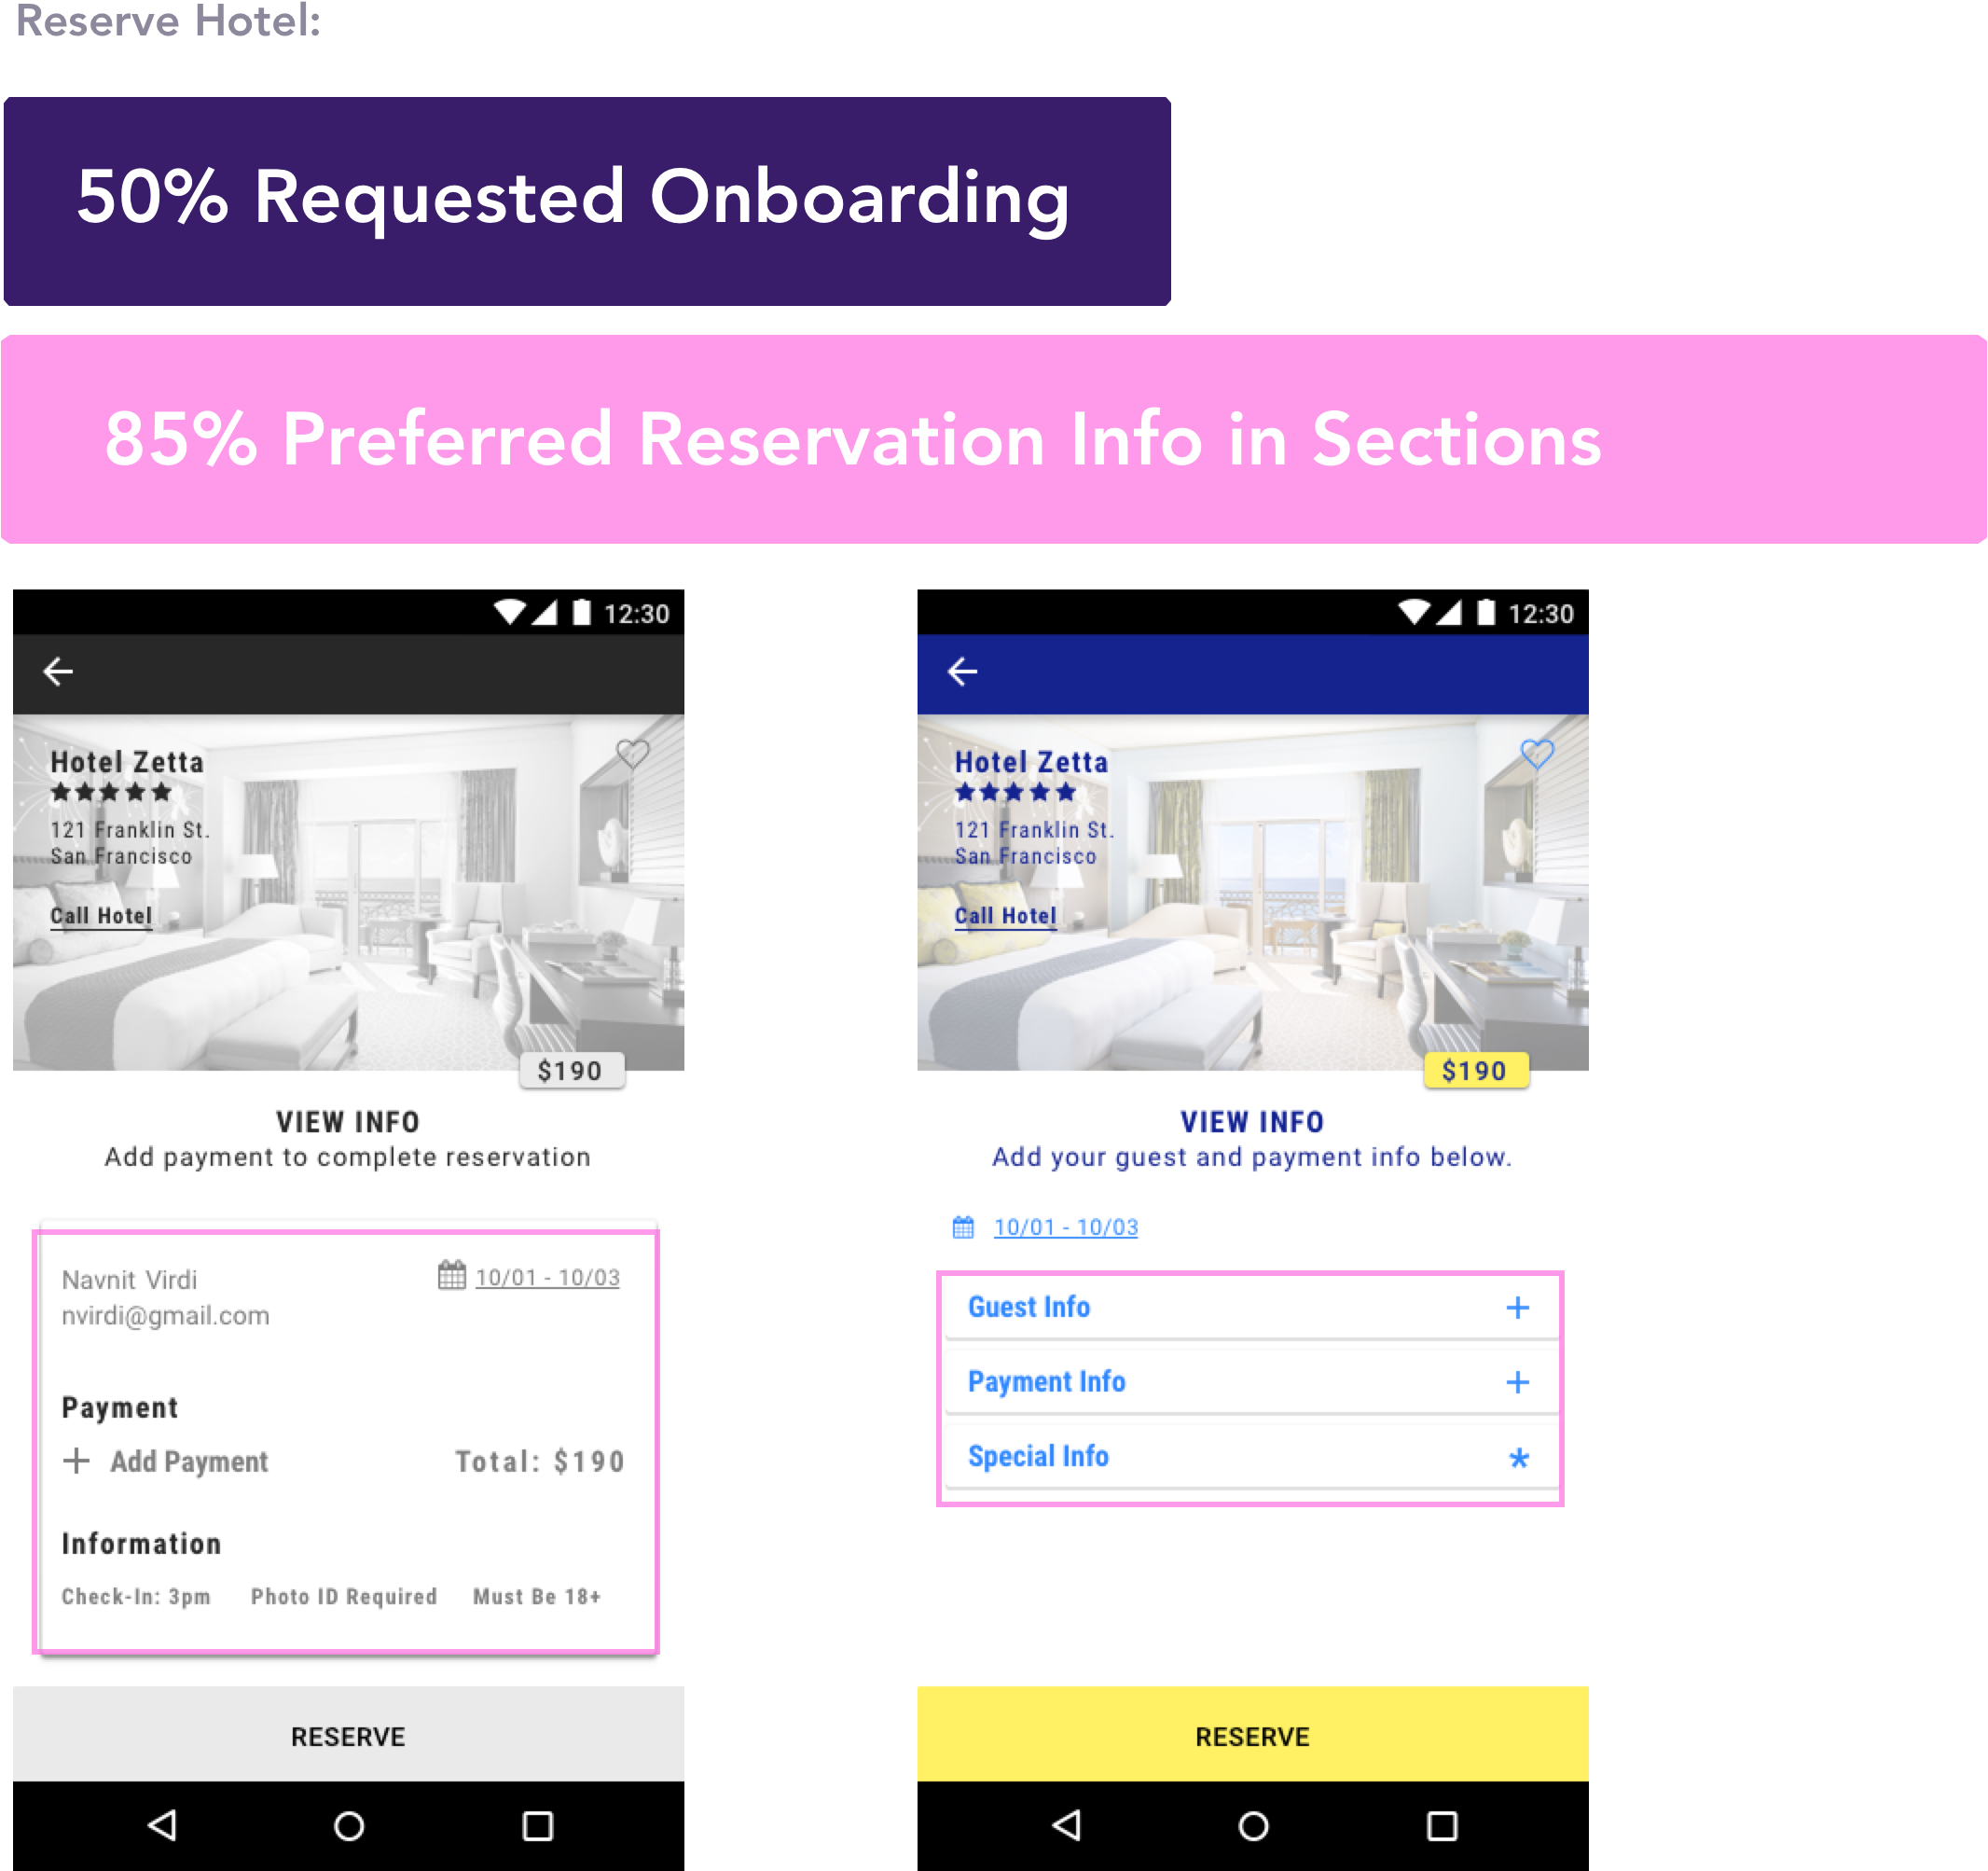 Reserve Hotel:
50% Requested Onboarding
85% Preferred Reservation Info in Sections
12:30
Hotel Zetta
121 Franklin St.
San Francisco
Call Hotel
$190
VIEW INFO
Add payment to complete reservation
Navnit Virdi
10/01 - 10/03
nvirdi@gmail.com
Payment
+ Add Payment
Total: $190
Information
Check-In: 3pm
Photo ID Required
Must Be 18+
RESERVE
12:30
Hotel Zetta
121 Franklin St.
San Francisco
Call Hotel
$190
VIEW INFO
Add your guest and payment info below.
10/01 - 10/03
Guest Info +
Payment Info +
Special Info *
RESERVE